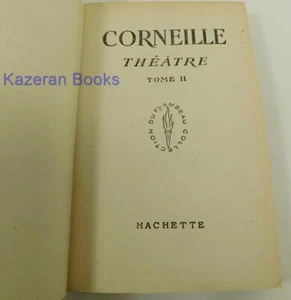 CORNEILLE
THÉÂTRE
TOME II
Kazeran Books
COLLECTION DU FLAMBEAU
HACHETTE